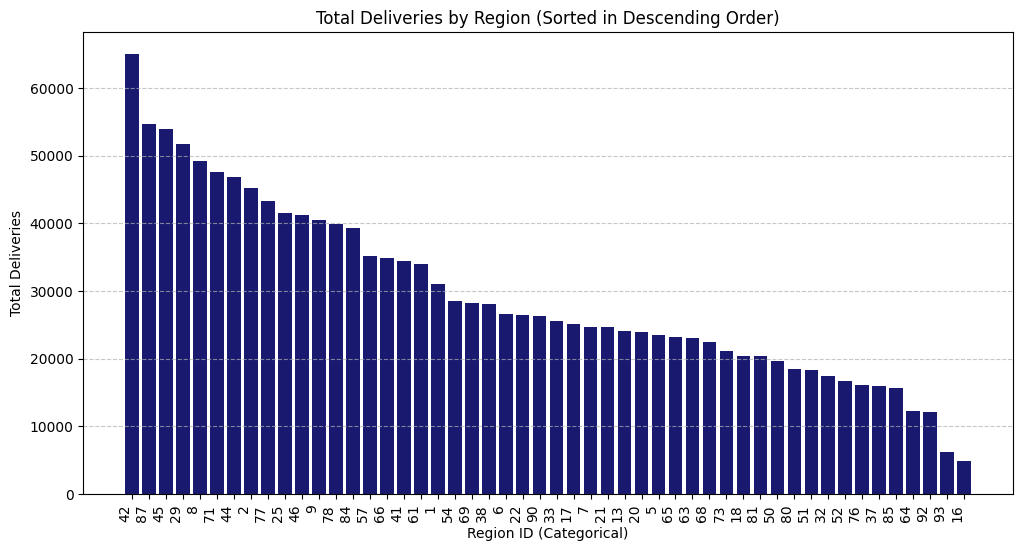 Total Deliveries by Region (Sorted in Descending Order)
Total Deliveries
60000
50000
40000
30000
20000
10000
0
42 87 45 29 8 71 44 2 77 25 46 9 78 84 57 66 41 61 1 54 69 38 6 22 90 33 17 7 21 13 20 5 65 63 68 73 18 81 50 80 51 32 52 76 37 85 64 92 93 16
Region ID (Categorical)